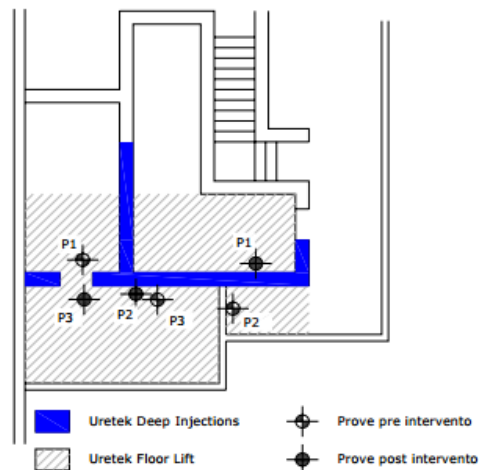 P1
P1
P3
P2
P3
P2
Uretek Deep Injections
Prove pre intervento
Uretek Floor Lift
Prove post intervento